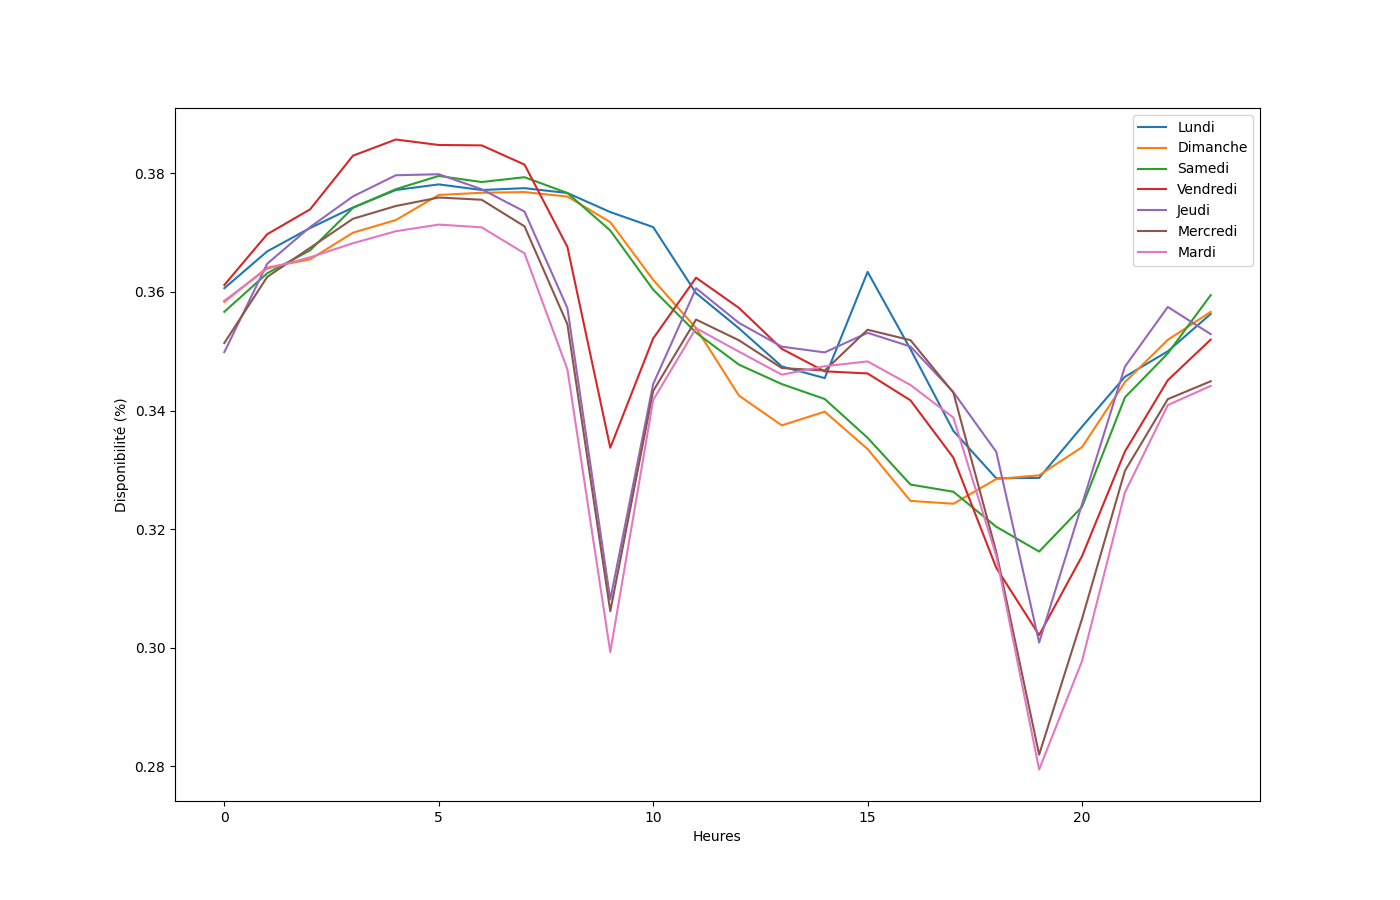 Lundi
Dimanche
Samedi
Vendredi
Jeudi
Mercredi
Mardi
0.38
0.36
0.34
0.32
0.30
0.28
Disponibilité (%)
0 5 10 15 20
Heures